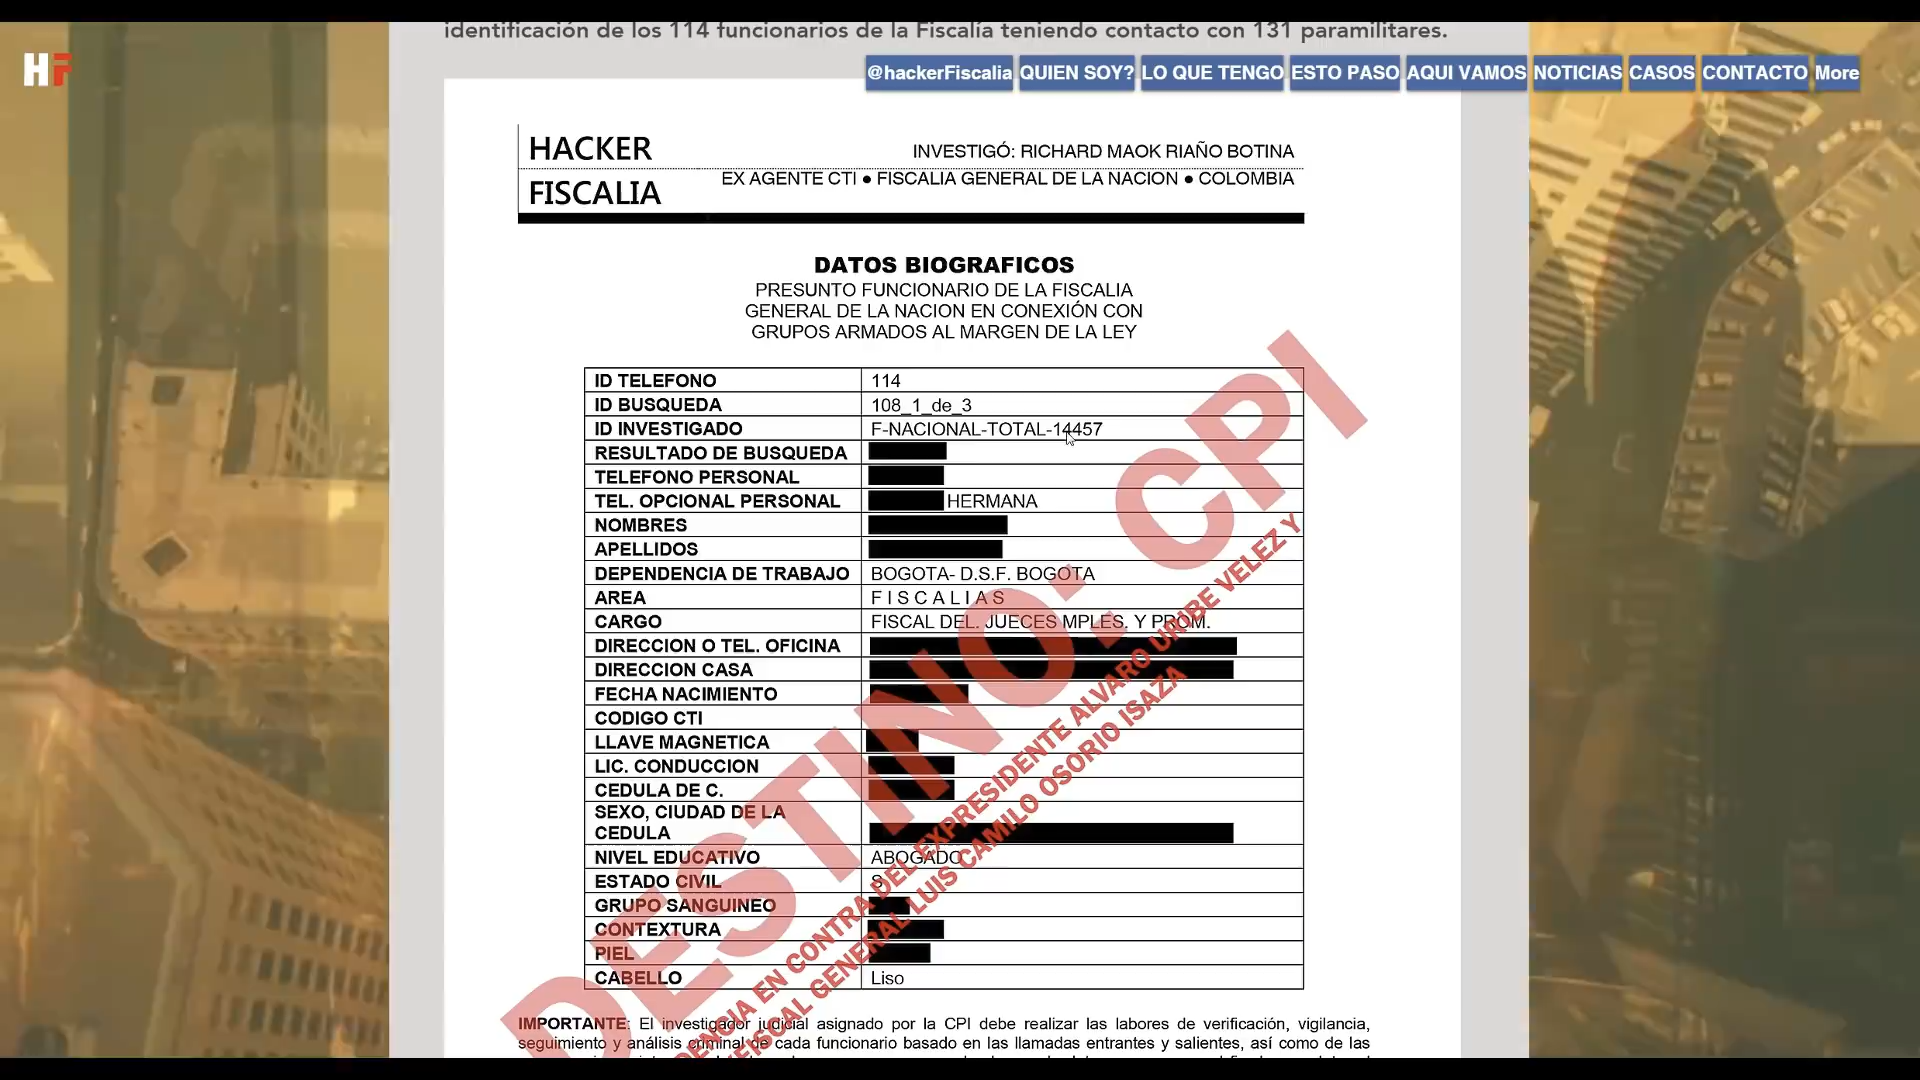 identificación de los 114 funcionarios de la Fiscalía teniendo contacto con 131 paramilitares.
HF
@hackerFiscalia QUIEN SOY? LO QUE TENGO ESTO PASO AQUI VAMOS NOTICIAS CASOS CONTACTO More
HACKER
FISCALIA
INVESTIGÓ: RICHARD MAOK RIAÑO BOTINA
EX AGENTE CTI ● FISCALIA GENERAL DE LA NACION ● COLOMBIA
DATOS BIOGRAFICOS
PRESUNTO FUNCIONARIO DE LA FISCALIA
GENERAL DE LA NACION EN CONEXIÓN CON
GRUPOS ARMADOS AL MARGEN DE LA LEY
ID TELEFONO 114
ID BUSQUEDA 108_1_de_3
ID INVESTIGADO F-NACIONAL-TOTAL-14457
RESULTADO DE BUSQUEDA
TELEFONO PERSONAL
TEL. OPCIONAL PERSONAL HERMANA
NOMBRES
APELLIDOS
DEPENDENCIA DE TRABAJO BOGOTA- D.S.F. BOGOTA
AREA F I S C A L I A S
CARGO FISCAL DEL. JUECES MPLES. Y PROM.
DIRECCION O TEL. OFICINA
DIRECCION CASA
FECHA NACIMIENTO
CODIGO CTI
LLAVE MAGNETICA
LIC. CONDUCCION
CEDULA DE C.
SEXO, CIUDAD DE LA
CEDULA
NIVEL EDUCATIVO ABOGADO
ESTADO CIVIL S
GRUPO SANGUINEO
CONTEXTURA
PIEL
CABELLO Liso
DESTINO: CPI
EN CONTRA DEL EXPRESIDENTE ALVARO URIBE VELEZ Y
FISCAL GENERAL LUIS CAMILO OSORIO ISAZA
IMPORTANTE: El investigador judicial asignado por la CPI debe realizar las labores de verificación, vigilancia,
seguimiento y análisis criminal de cada funcionario basado en las llamadas entrantes y salientes, así como de las